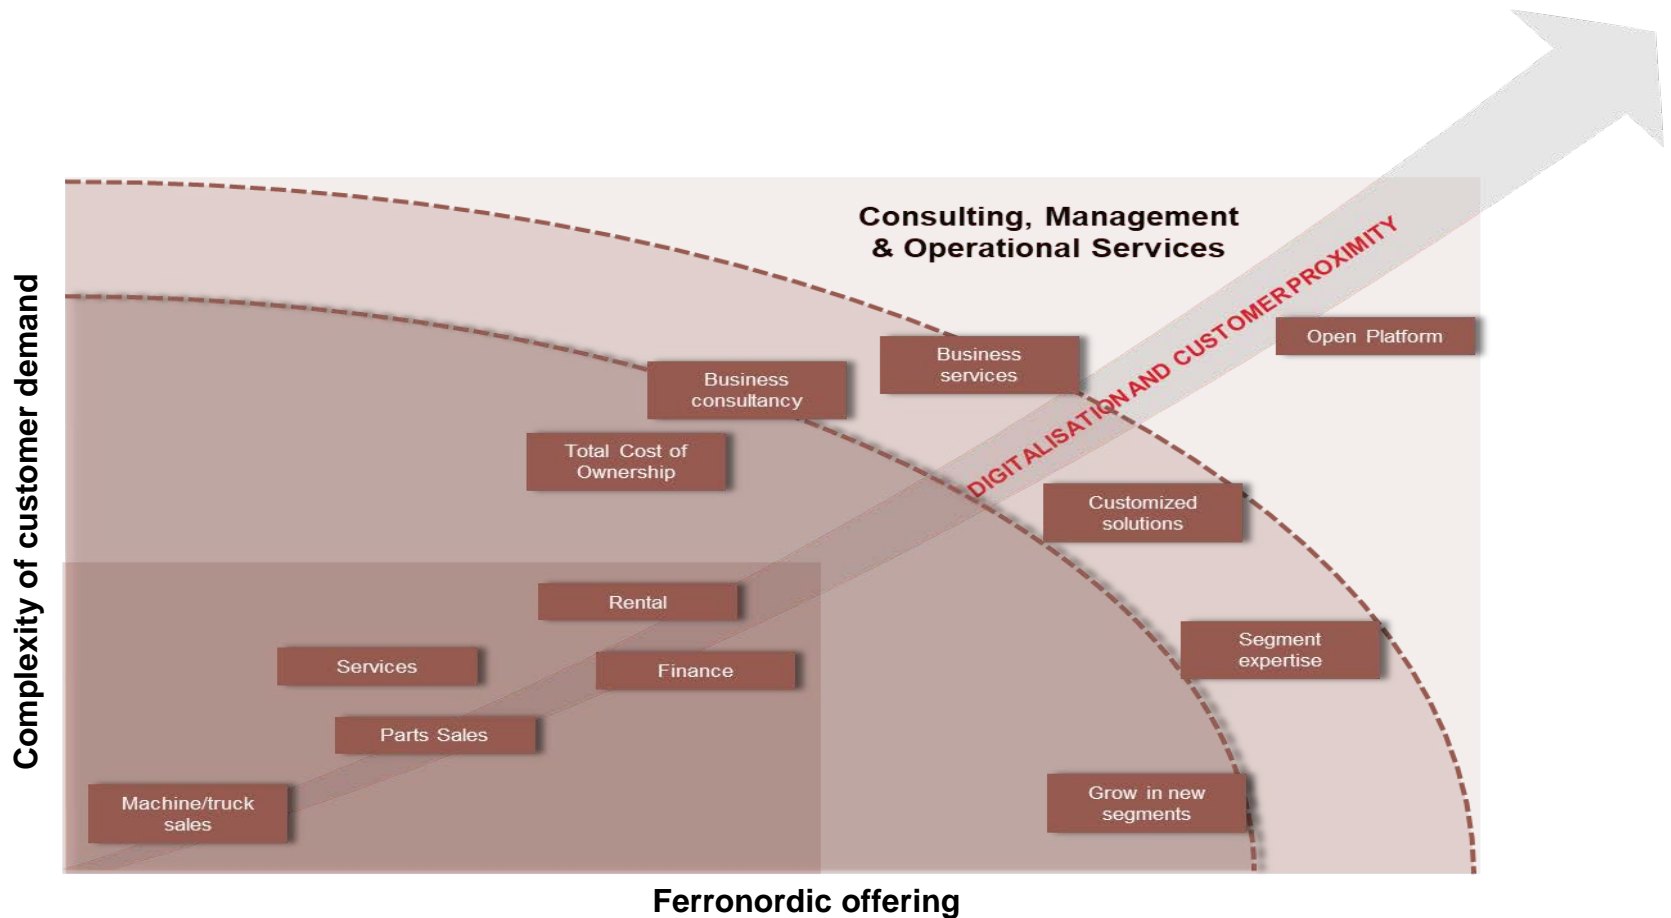 Consulting, Management
& Operational Services
DIGITALISATION AND CUSTOMER PROXIMITY
Open Platform
Business
services
Business
consultancy
Total Cost of
Ownership
Customized
solutions
Rental
Segment
expertise
Services
Finance
Parts Sales
Machine/truck
sales
Grow in new
segments
Complexity of customer demand
Ferronordic offering